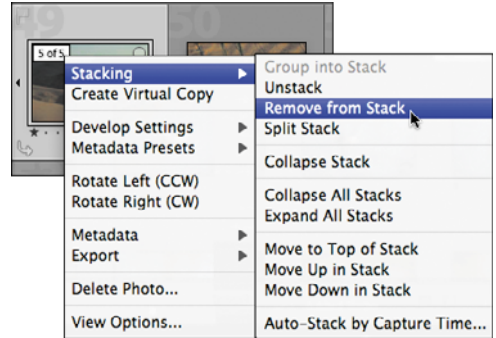 49
50
5 of 5
Stacking
Create Virtual Copy
Develop Settings
Metadata Presets
Rotate Left (CCW)
Rotate Right (CW)
Metadata
Export
Delete Photo...
View Options...
Group into Stack
Unstack
Remove from Stack
Split Stack
Collapse Stack
Collapse All Stacks
Expand All Stacks
Move to Top of Stack
Move Up in Stack
Move Down in Stack
Auto-Stack by Capture Time...